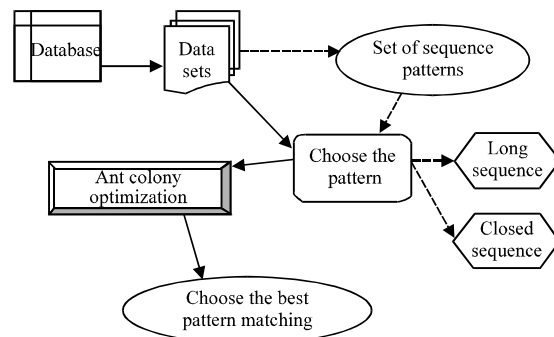 Database
Data
sets
Set of sequence
patterns
Choose the
pattern
Long
sequence
Ant colony
optimization
Closed
sequence
Choose the best
pattern matching